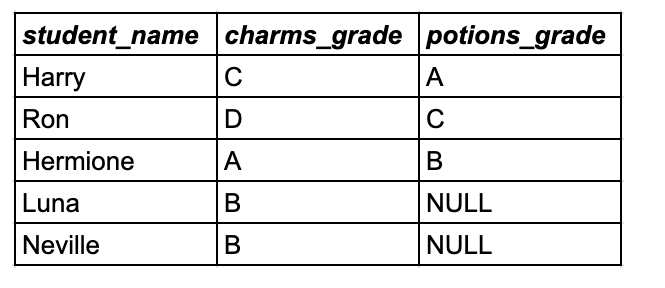 student_name charms_grade potions_grade
Harry C A
Ron D C
Hermione A B
Luna B NULL
Neville B NULL